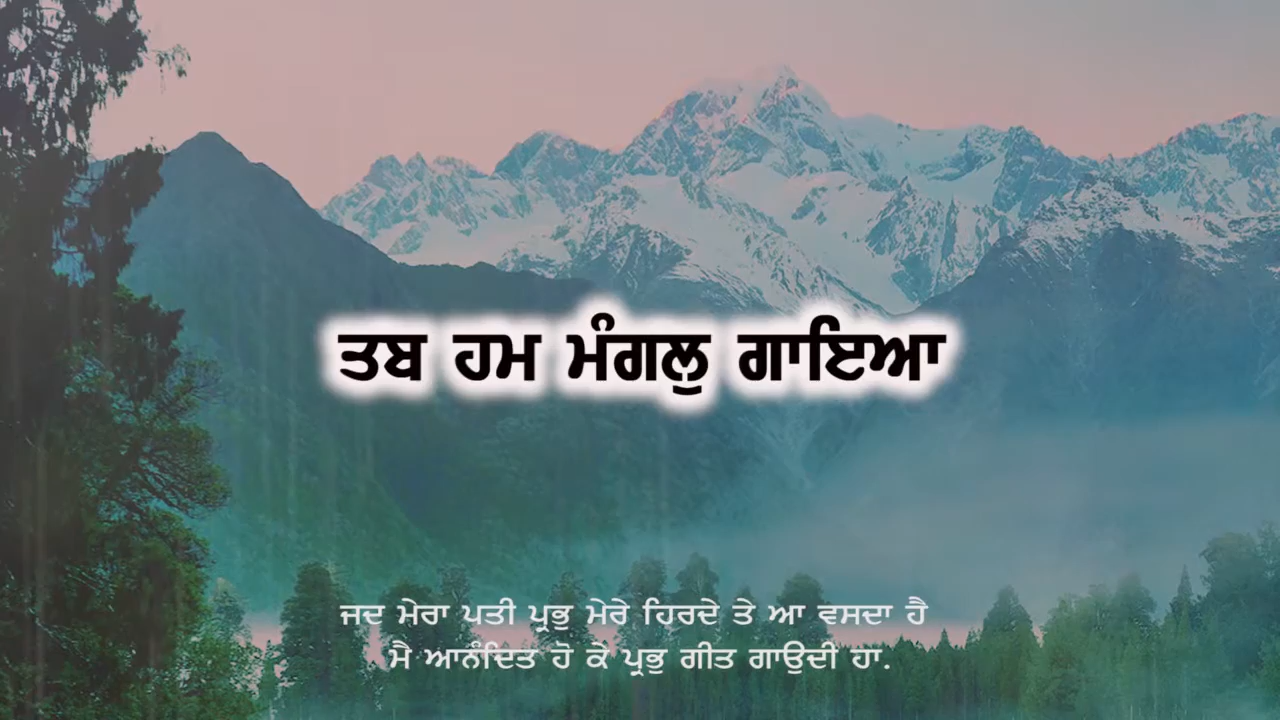 ਤਬ ਹਮ ਮੰਗਲੁ ਗਾਇਆ
ਜਦ ਮੇਰਾ ਪਤੀ ਪ੍ਰਭੁ ਮੇਰੇ ਹਿਰਦੇ ਤੇ ਆ ਵਸਦਾ ਹੈ
ਮੈ ਆਨੰਦਿਤ ਹੋ ਕੇ ਪ੍ਰਭੁ ਗੀਤ ਗਾਉਦੀ ਹਾ.